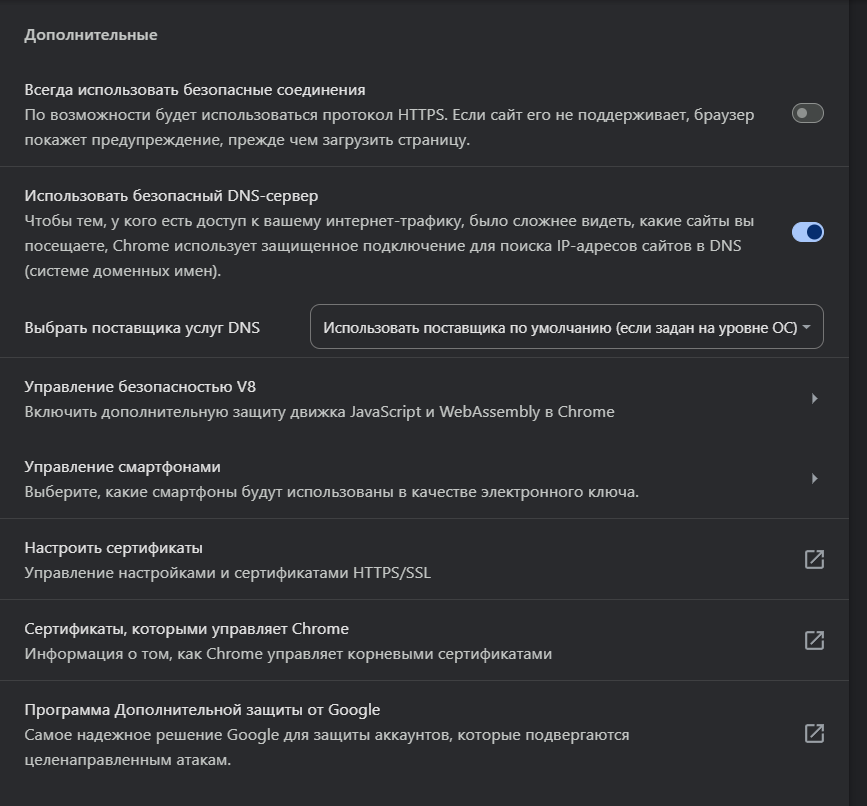 Дополнительные
Всегда использовать безопасные соединения
По возможности будет использоваться протокол HTTPS. Если сайт его не поддерживает, браузер
покажет предупреждение, прежде чем загрузить страницу.
Использовать безопасный DNS-сервер
Чтобы тем, у кого есть доступ к вашему интернет-трафику, было сложнее видеть, какие сайты вы
посещаете, Chrome использует защищенное подключение для поиска IP-адресов сайтов в DNS
(системе доменных имен).
Выбрать поставщика услуг DNS
Использовать поставщика по умолчанию (если задан на уровне ОС)
Управление безопасностью V8
Включить дополнительную защиту движка JavaScript и WebAssembly в Chrome
Управление смартфонами
Выберите, какие смартфоны будут использованы в качестве электронного ключа.
Настроить сертификаты
Управление настройками и сертификатами HTTPS/SSL
Сертификаты, которыми управляет Chrome
Информация о том, как Chrome управляет корневыми сертификатами
Программа Дополнительной защиты от Google
Самое надежное решение Google для защиты аккаунтов, которые подвергаются
целенаправленным атакам.